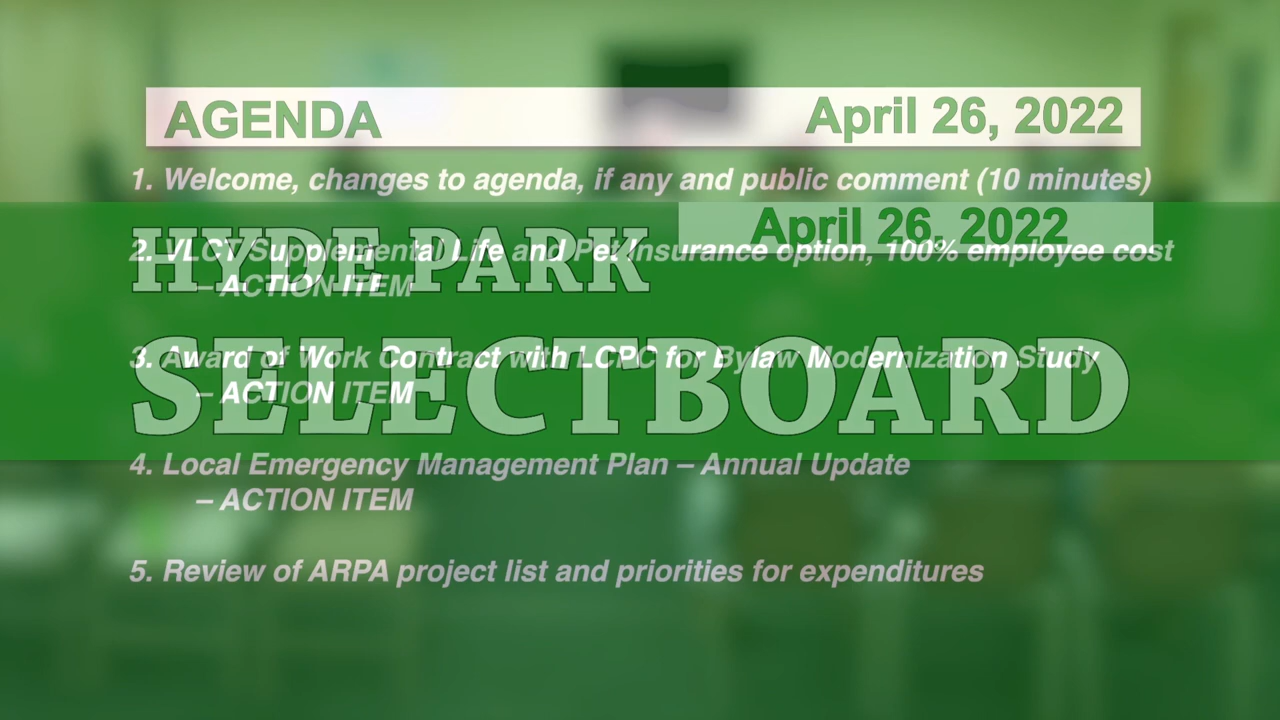 AGENDA April 26, 2022
1. Welcome, changes to agenda, if any and public comment (10 minutes)
April 26, 2022
HYDE PARK
2. VLCT Supplemental Life and Pet Insurance option, 100% employee cost
– ACTION ITEM
SELECTBOARD
3. Award of Work Contract with LCPC for Bylaw Modernization Study
– ACTION ITEM
4. Local Emergency Management Plan – Annual Update
– ACTION ITEM
5. Review of ARPA project list and priorities for expenditures